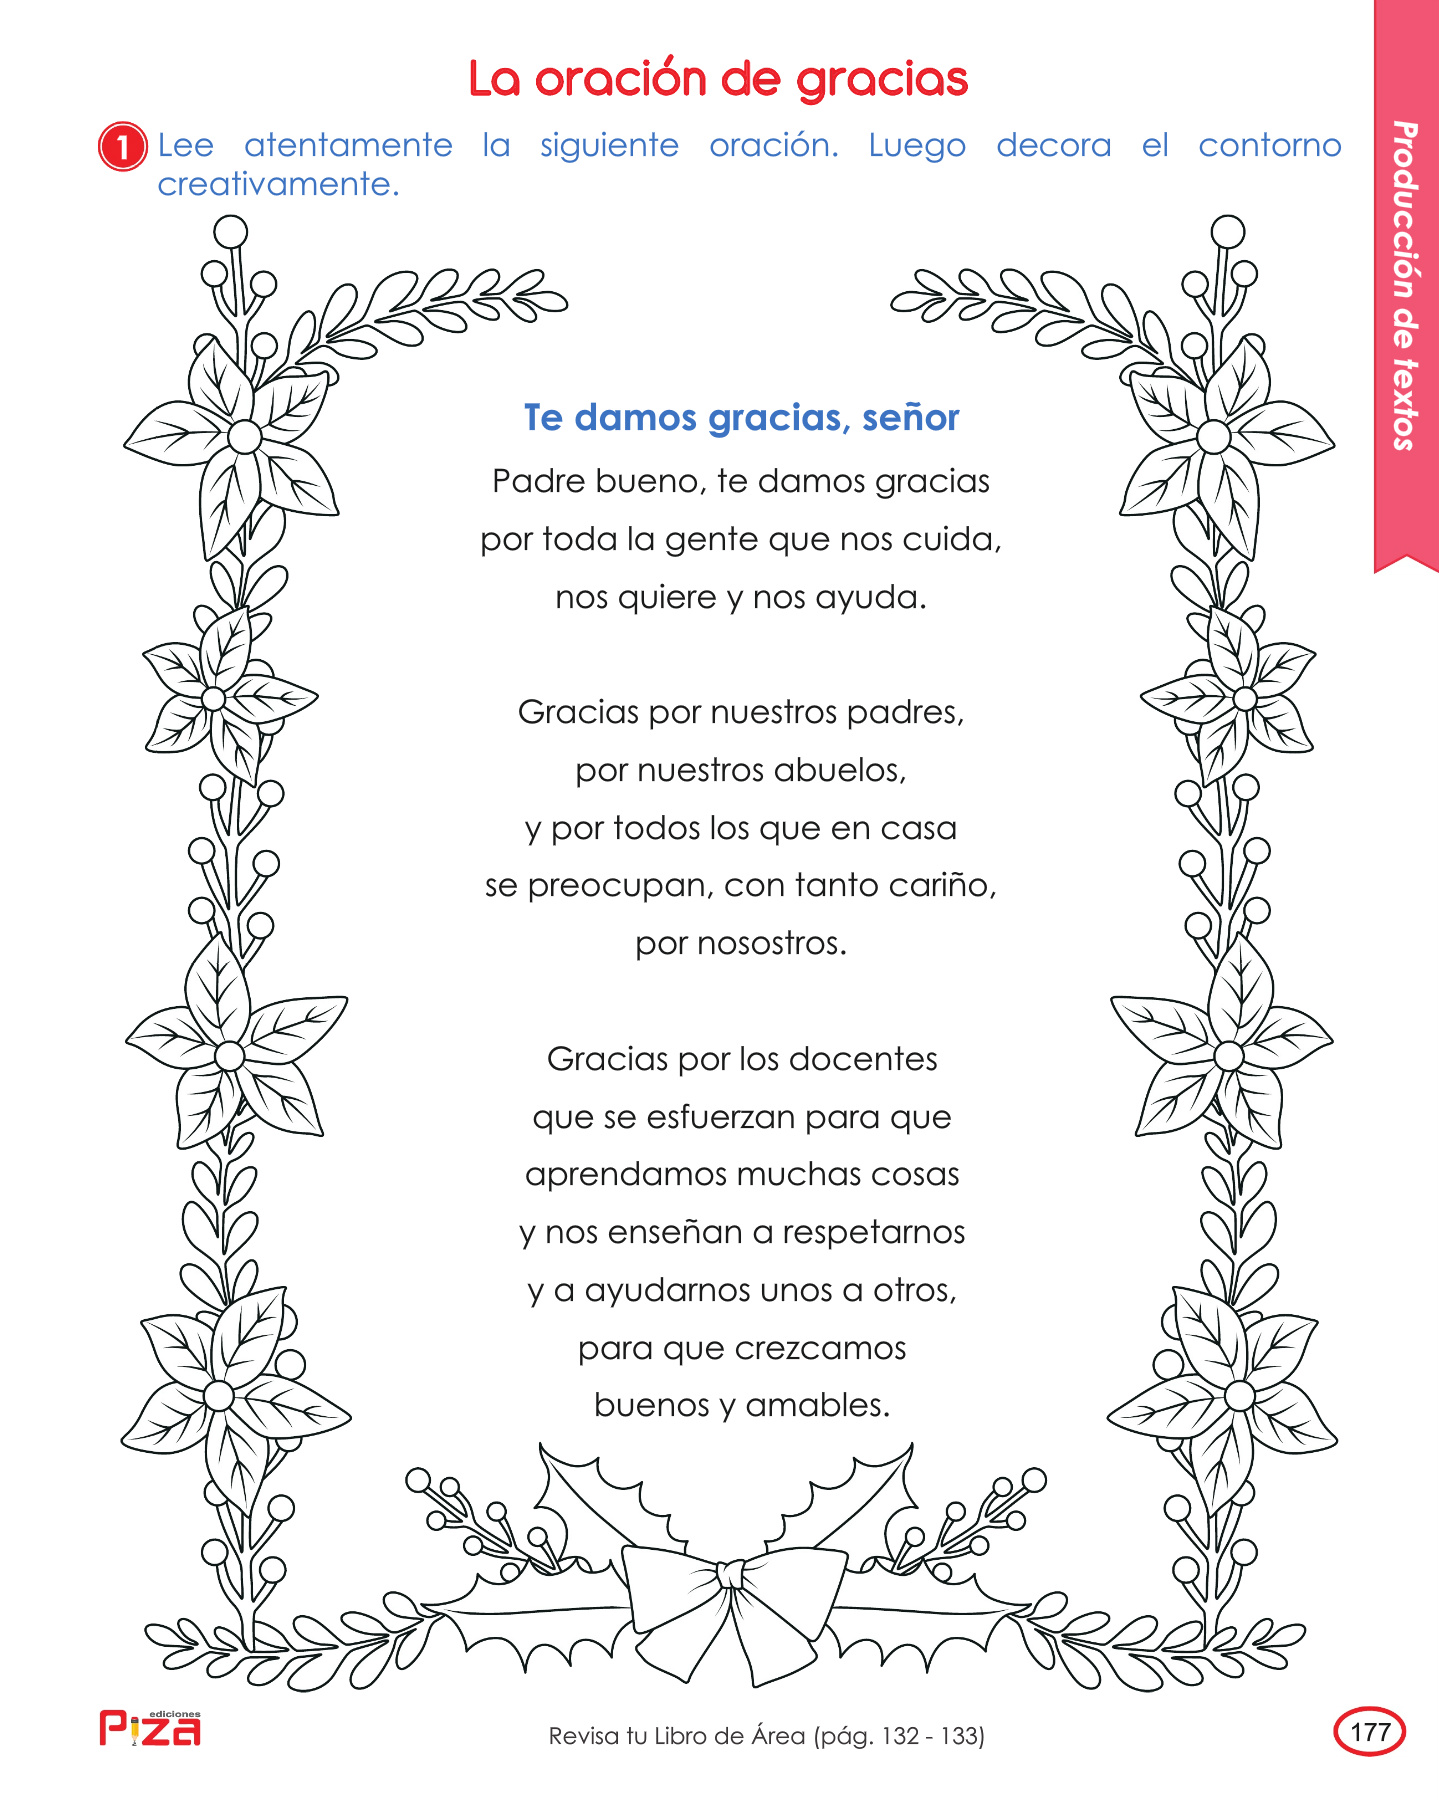 La oración de gracias
1 Lee atentamente la siguiente oración. Luego decora el contorno
creativamente.
Producción de textos
Te damos gracias, señor
Padre bueno, te damos gracias
por toda la gente que nos cuida,
nos quiere y nos ayuda.
Gracias por nuestros padres,
por nuestros abuelos,
y por todos los que en casa
se preocupan, con tanto cariño,
por nosostros.
Gracias por los docentes
que se esfuerzan para que
aprendamos muchas cosas
y nos enseñan a respetarnos
y a ayudarnos unos a otros,
para que crezcamos
buenos y amables.
ediciones
Piza
Revisa tu Libro de Área (pág. 132 - 133)
177